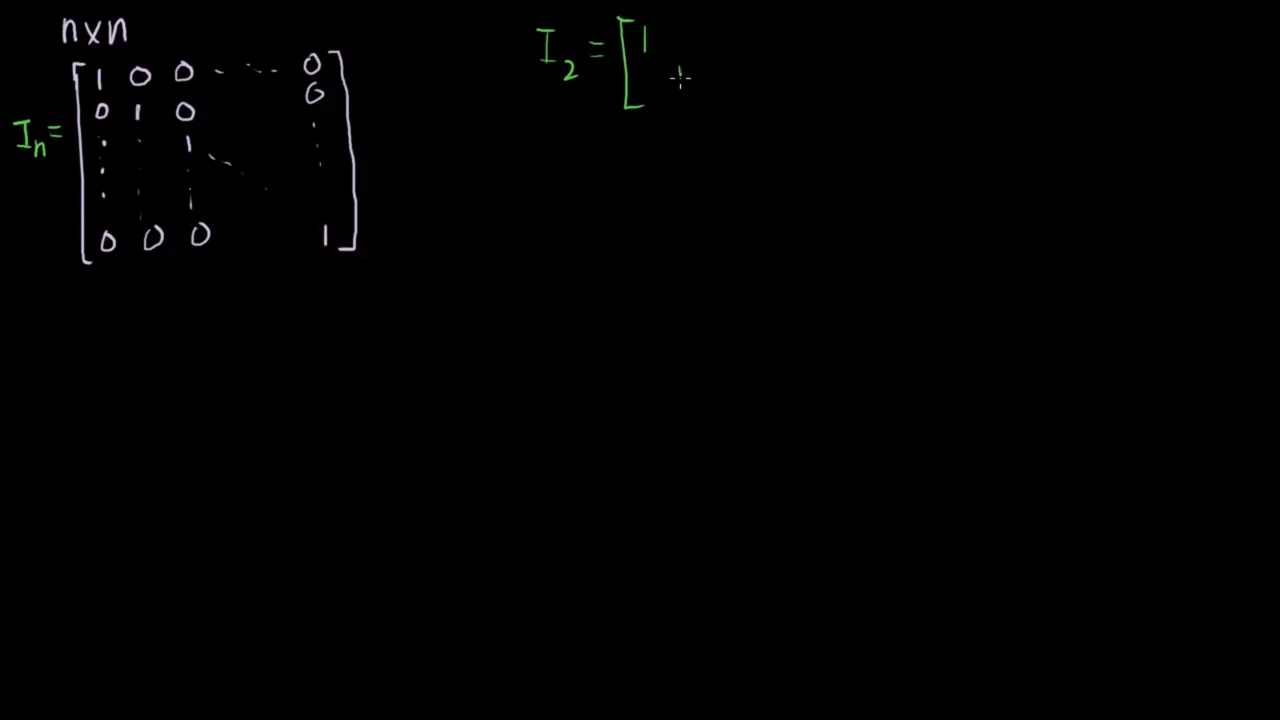 n×n
I₂ = [ 1
Iₙ = [ 1 0 0 - · · - 0
0 1 0 0
· · 1 · · - ·
⋮ ⋮ ⋮ ⋮
0 0 0 1 ]